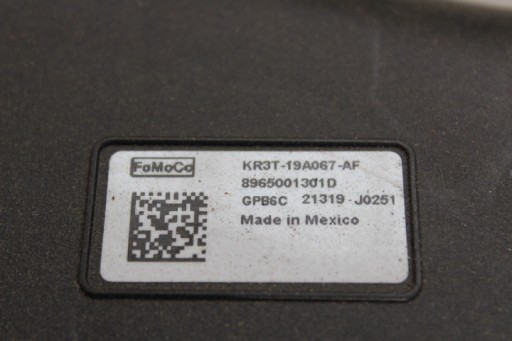 FoMoCo
KR3T-19A067-AF
8965001301D
GPB6C 21319 - J0251
Made in Mexico